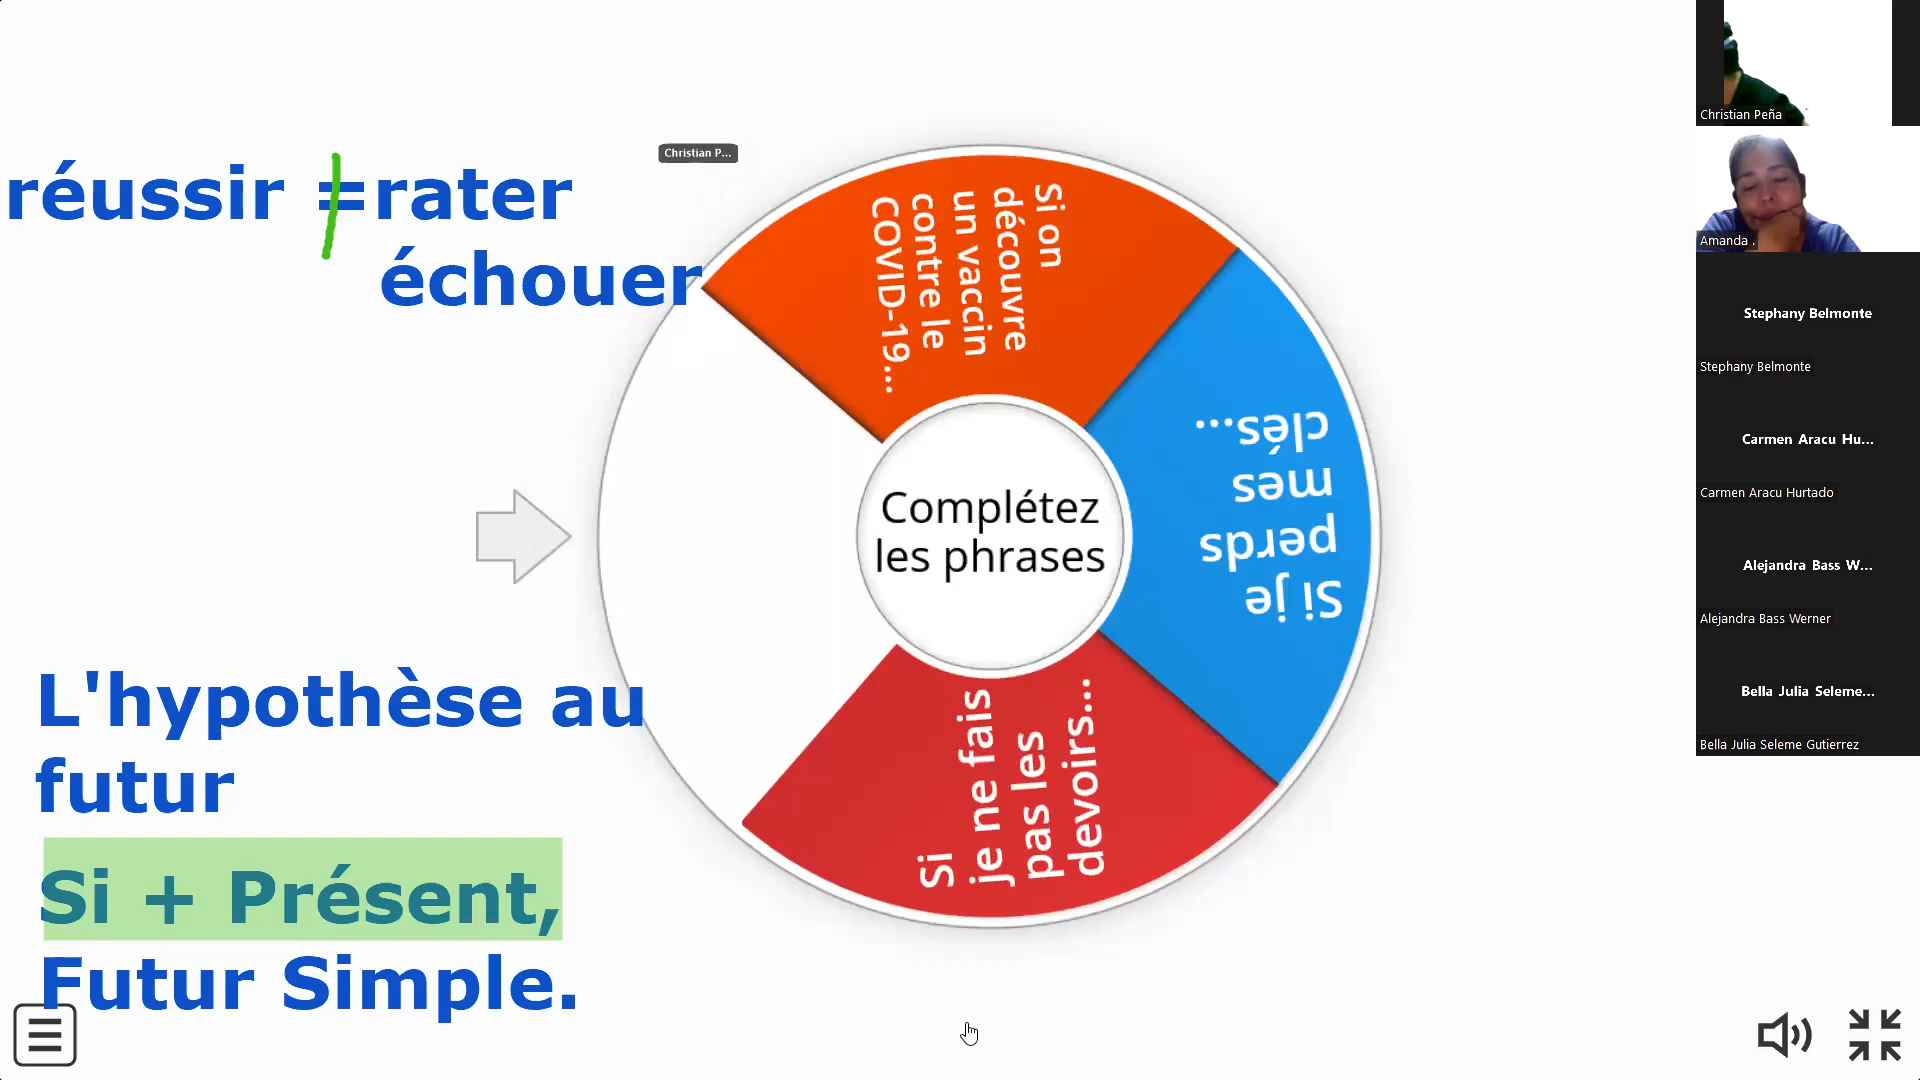 réussir =rater
échouer
Christian P...
Si on
découvre
un vaccin
contre le
COVID-19...
Si je
perds
mes
clés...
Si
je ne fais
pas les
devoirs...
Complétez
les phrases
L'hypothèse au
futur
Si + Présent,
Futur Simple.
Christian Peña
Amanda .
Stephany Belmonte
Stephany Belmonte
Carmen Aracu Hu...
Carmen Aracu Hurtado
Alejandra Bass W...
Alejandra Bass Werner
Bella Julia Seleme...
Bella Julia Seleme Gutierrez